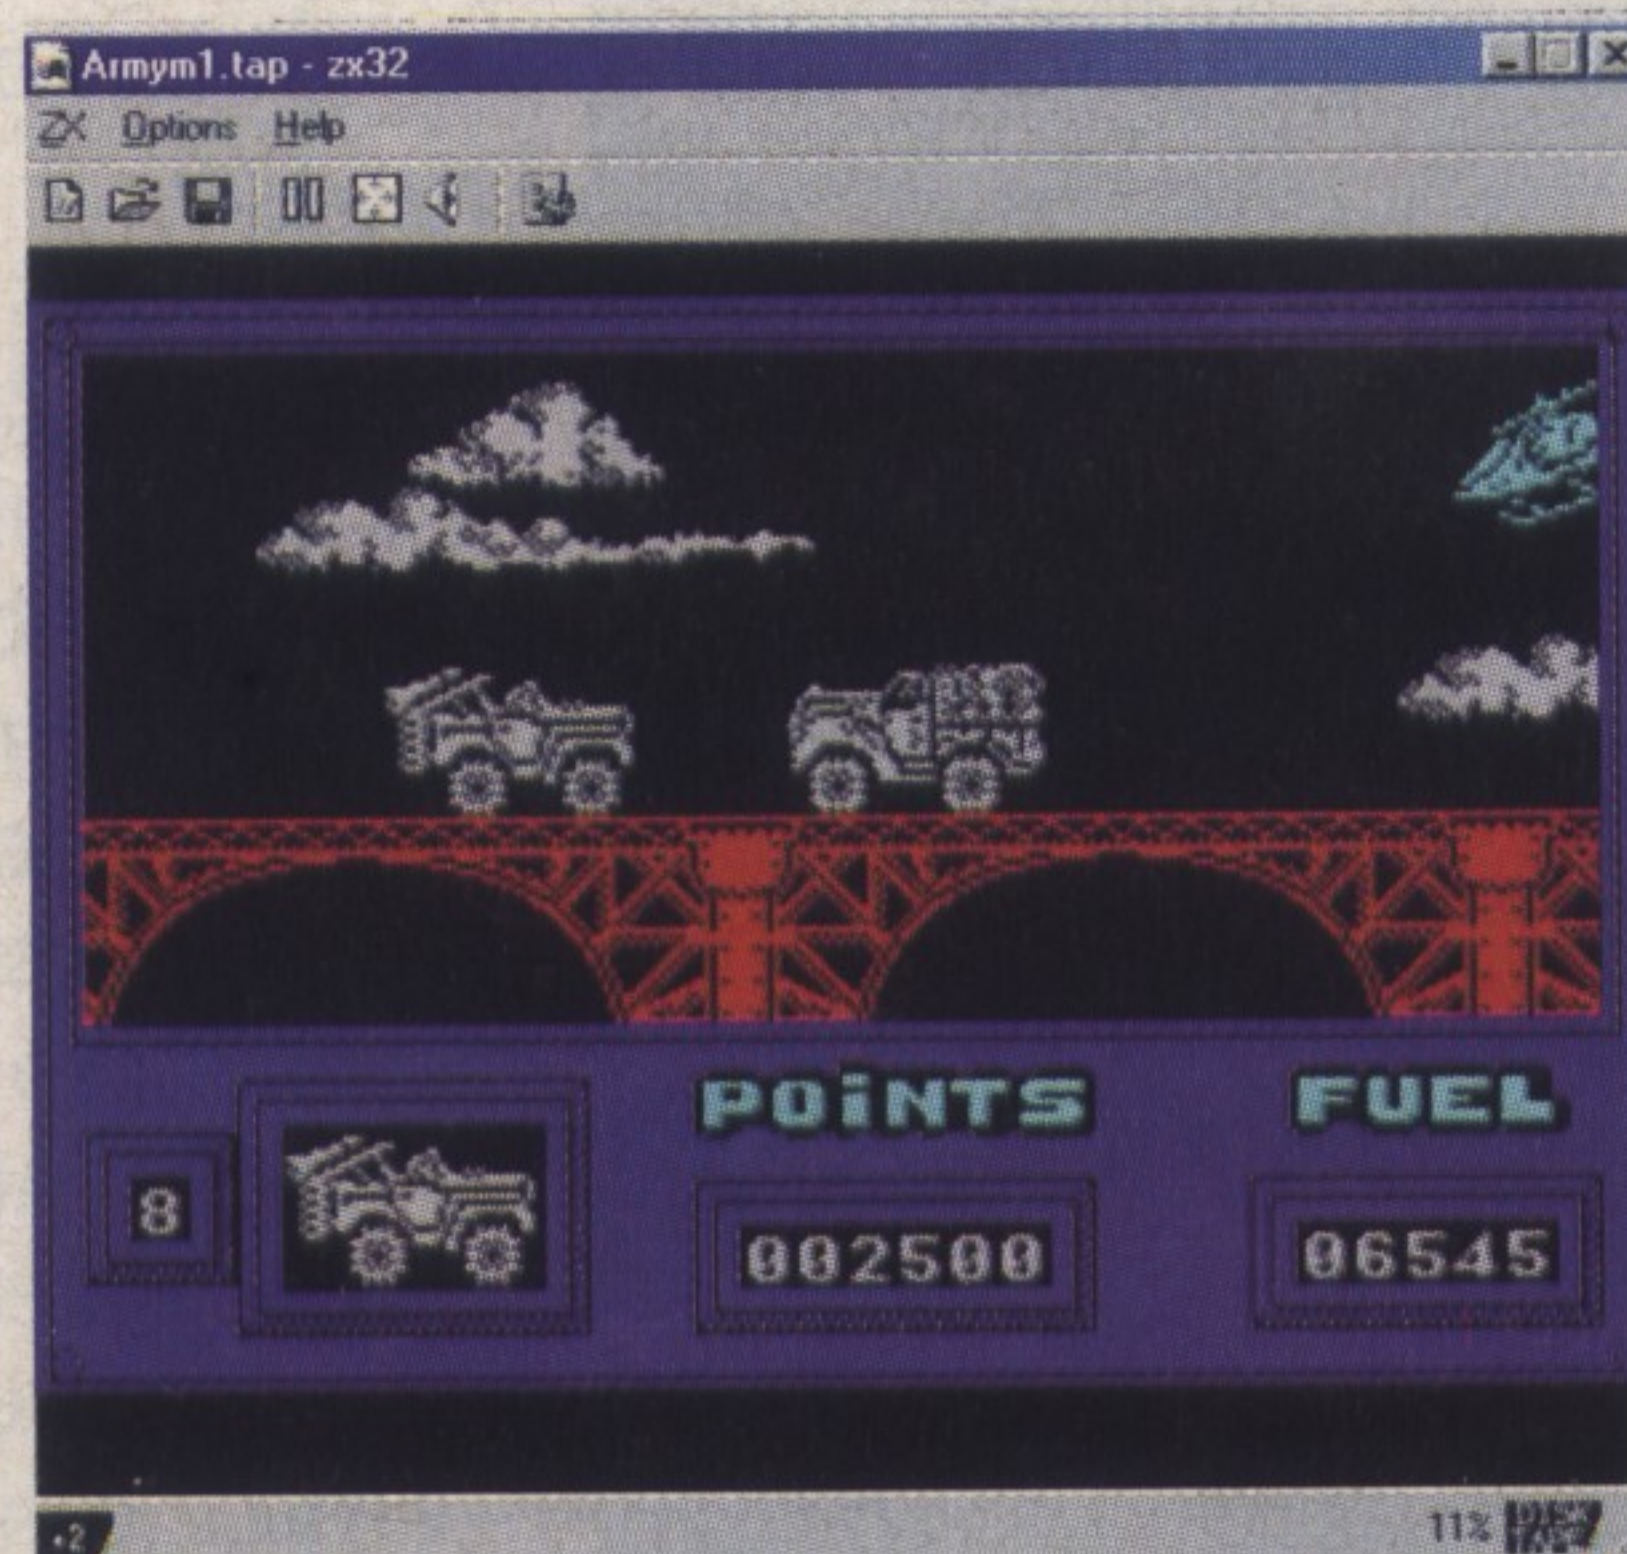 Armym1.tap - zx32
ZX Options Help
POiNTS FUEL
8
002500 06545
11%